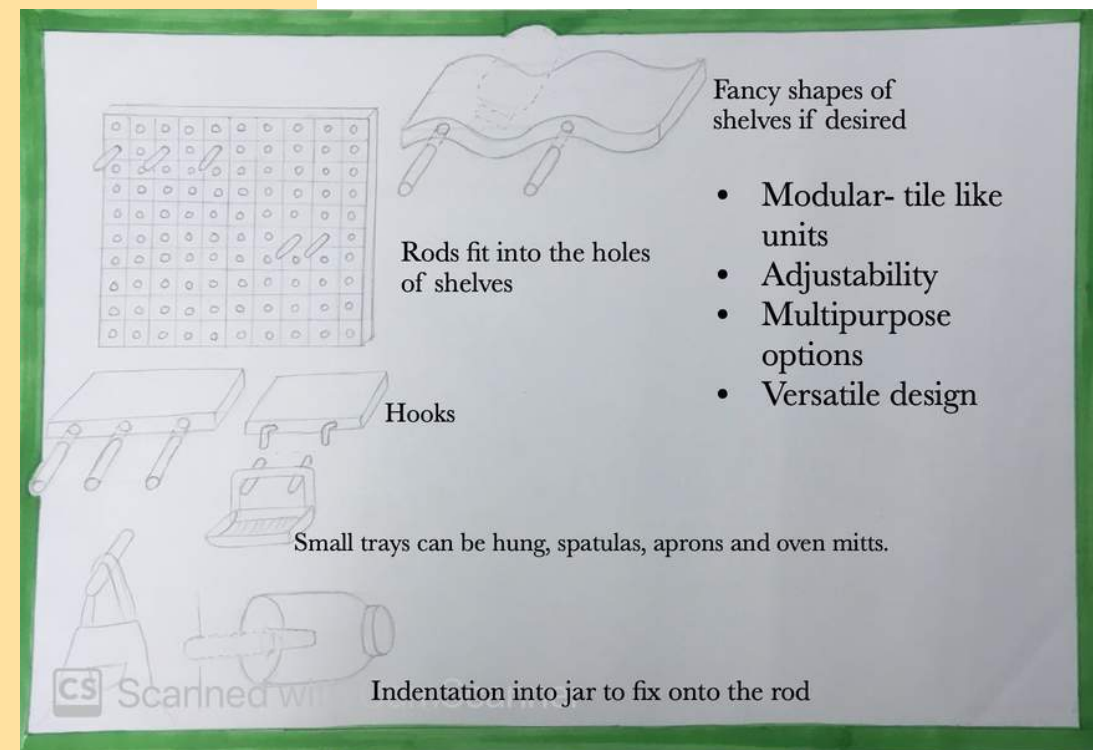 Fancy shapes of
shelves if desired
• Modular- tile like
units
• Adjustability
• Multipurpose
options
• Versatile design
Rods fit into the holes
of shelves
Hooks
Small trays can be hung, spatulas, aprons and oven mitts.
Indentation into jar to fix onto the rod
CS Scanned wi